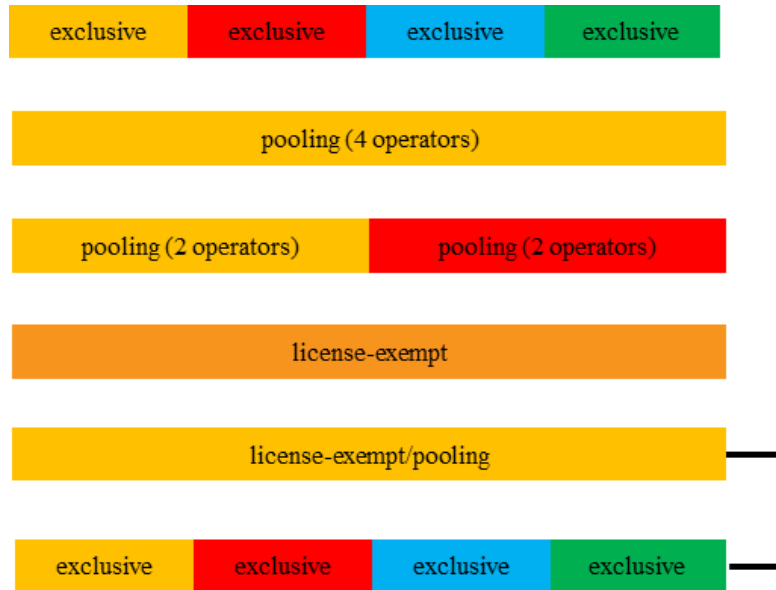 exclusive exclusive exclusive exclusive
pooling (4 operators)
pooling (2 operators) pooling (2 operators)
license-exempt
license-exempt/pooling
exclusive exclusive exclusive exclusive